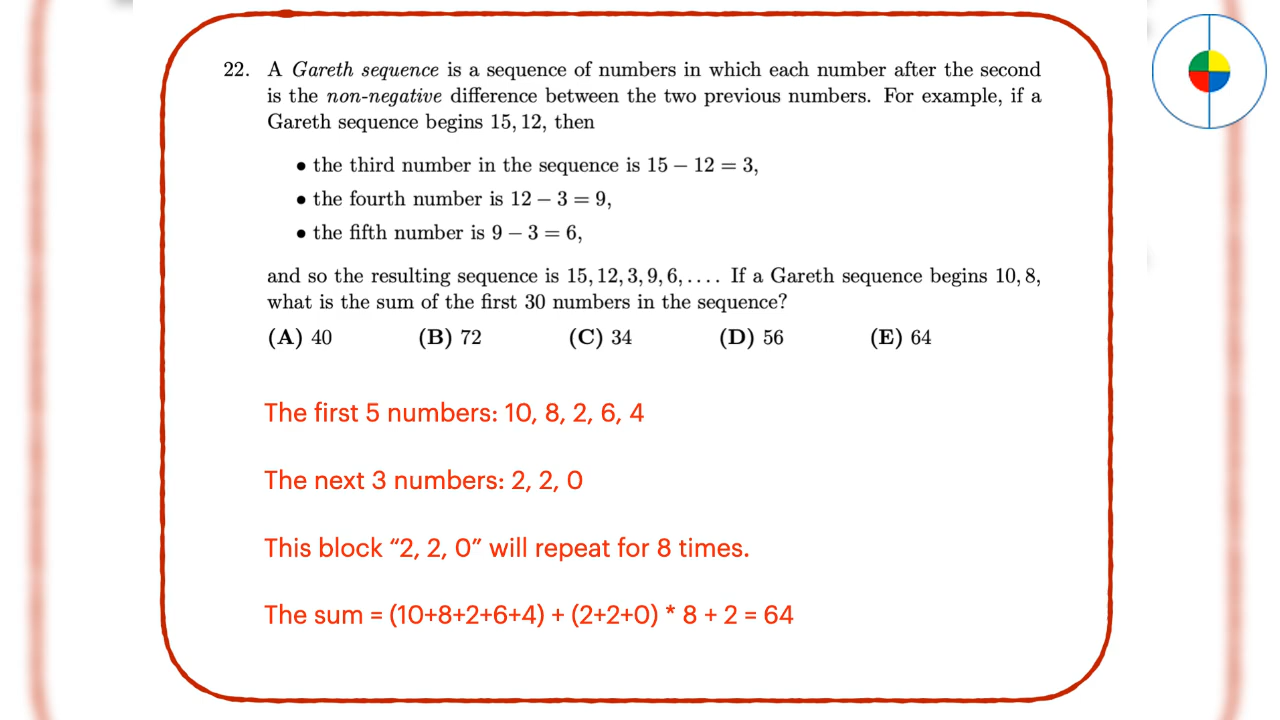 22. A Gareth sequence is a sequence of numbers in which each number after the second
is the non-negative difference between the two previous numbers. For example, if a
Gareth sequence begins 15, 12, then
• the third number in the sequence is 15 − 12 = 3,
• the fourth number is 12 − 3 = 9,
• the fifth number is 9 − 3 = 6,
and so the resulting sequence is 15, 12, 3, 9, 6, . . . . If a Gareth sequence begins 10, 8,
what is the sum of the first 30 numbers in the sequence?
(A) 40 (B) 72 (C) 34 (D) 56 (E) 64
The first 5 numbers: 10, 8, 2, 6, 4
The next 3 numbers: 2, 2, 0
This block “2, 2, 0” will repeat for 8 times.
The sum = (10+8+2+6+4) + (2+2+0) * 8 + 2 = 64